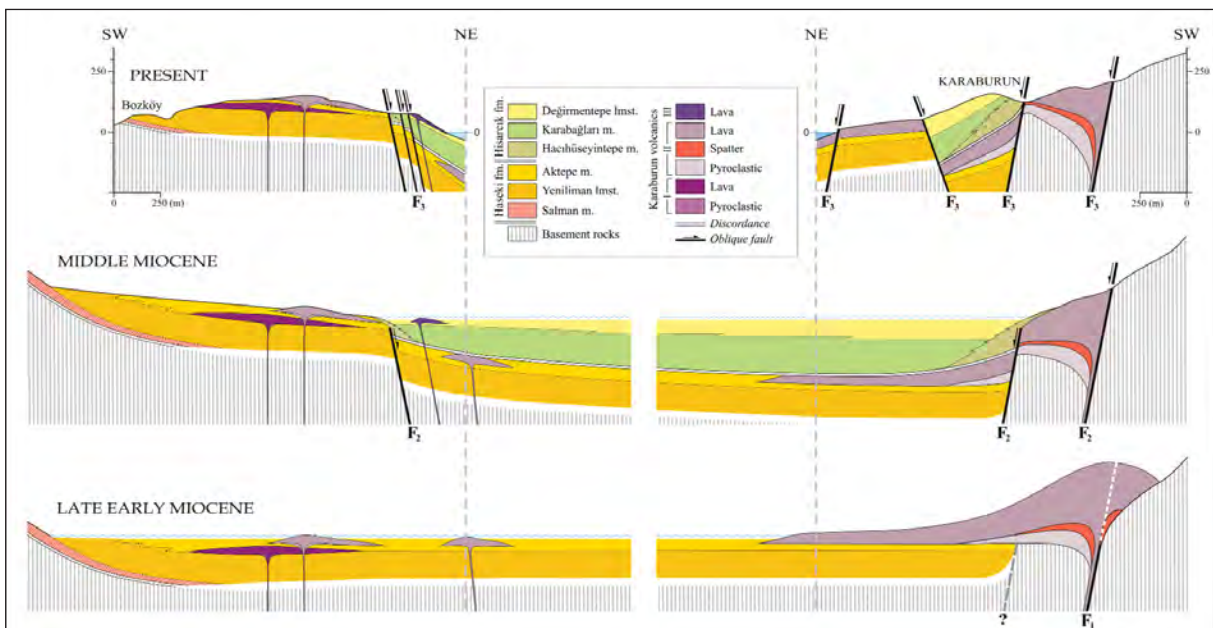 SW
NE
NE
SW
250
PRESENT
Bozköy
0
0
0
250 (m)
F3
Hisarcık fm.
Değirmentepe lmst.
Karabağları m.
Hacıhüseyintepe m.
Haseki fm.
Aktepe m.
Yeniliman lmst.
Salman m.
Basement rocks
Karaburun volcanics
III
Lava
II
Lava
Spatter
Pyroclastic
I
Lava
Pyroclastic
Discordance
Oblique fault
KARABURUN
250
0
0
F3
F3
F3
F3
250 (m)
0
MIDDLE MIOCENE
F2
F2
F2
LATE EARLY MIOCENE
?
F1